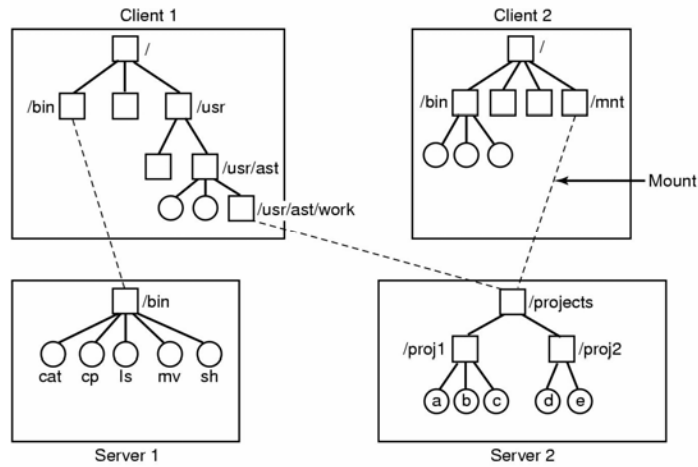 Client 1
Client 2
/
/
/bin
/usr
/bin
/mnt
/usr/ast
Mount
/usr/ast/work
/bin
/projects
/proj1
/proj2
cat cp ls mv sh
a b c d e
Server 1
Server 2